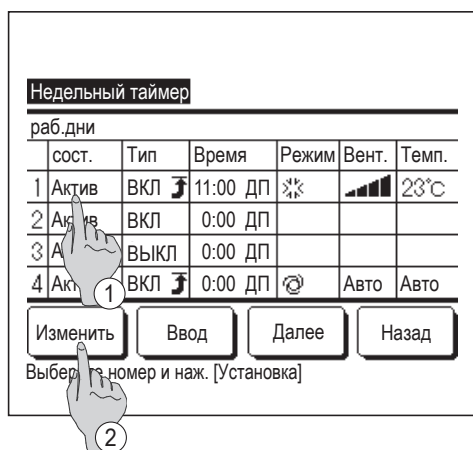 Недельный таймер
раб.дни
сост. Тип Время Режим Вент. Темп.
1 Актив ВКЛ 11:00 ДП 23°C
2 Актив ВКЛ 0:00 ДП
3 ВЫКЛ 0:00 ДП
4 ВКЛ 0:00 ДП Авто Авто
1
Изменить Ввод Далее Назад
Выберите номер и наж. [Установка]
2